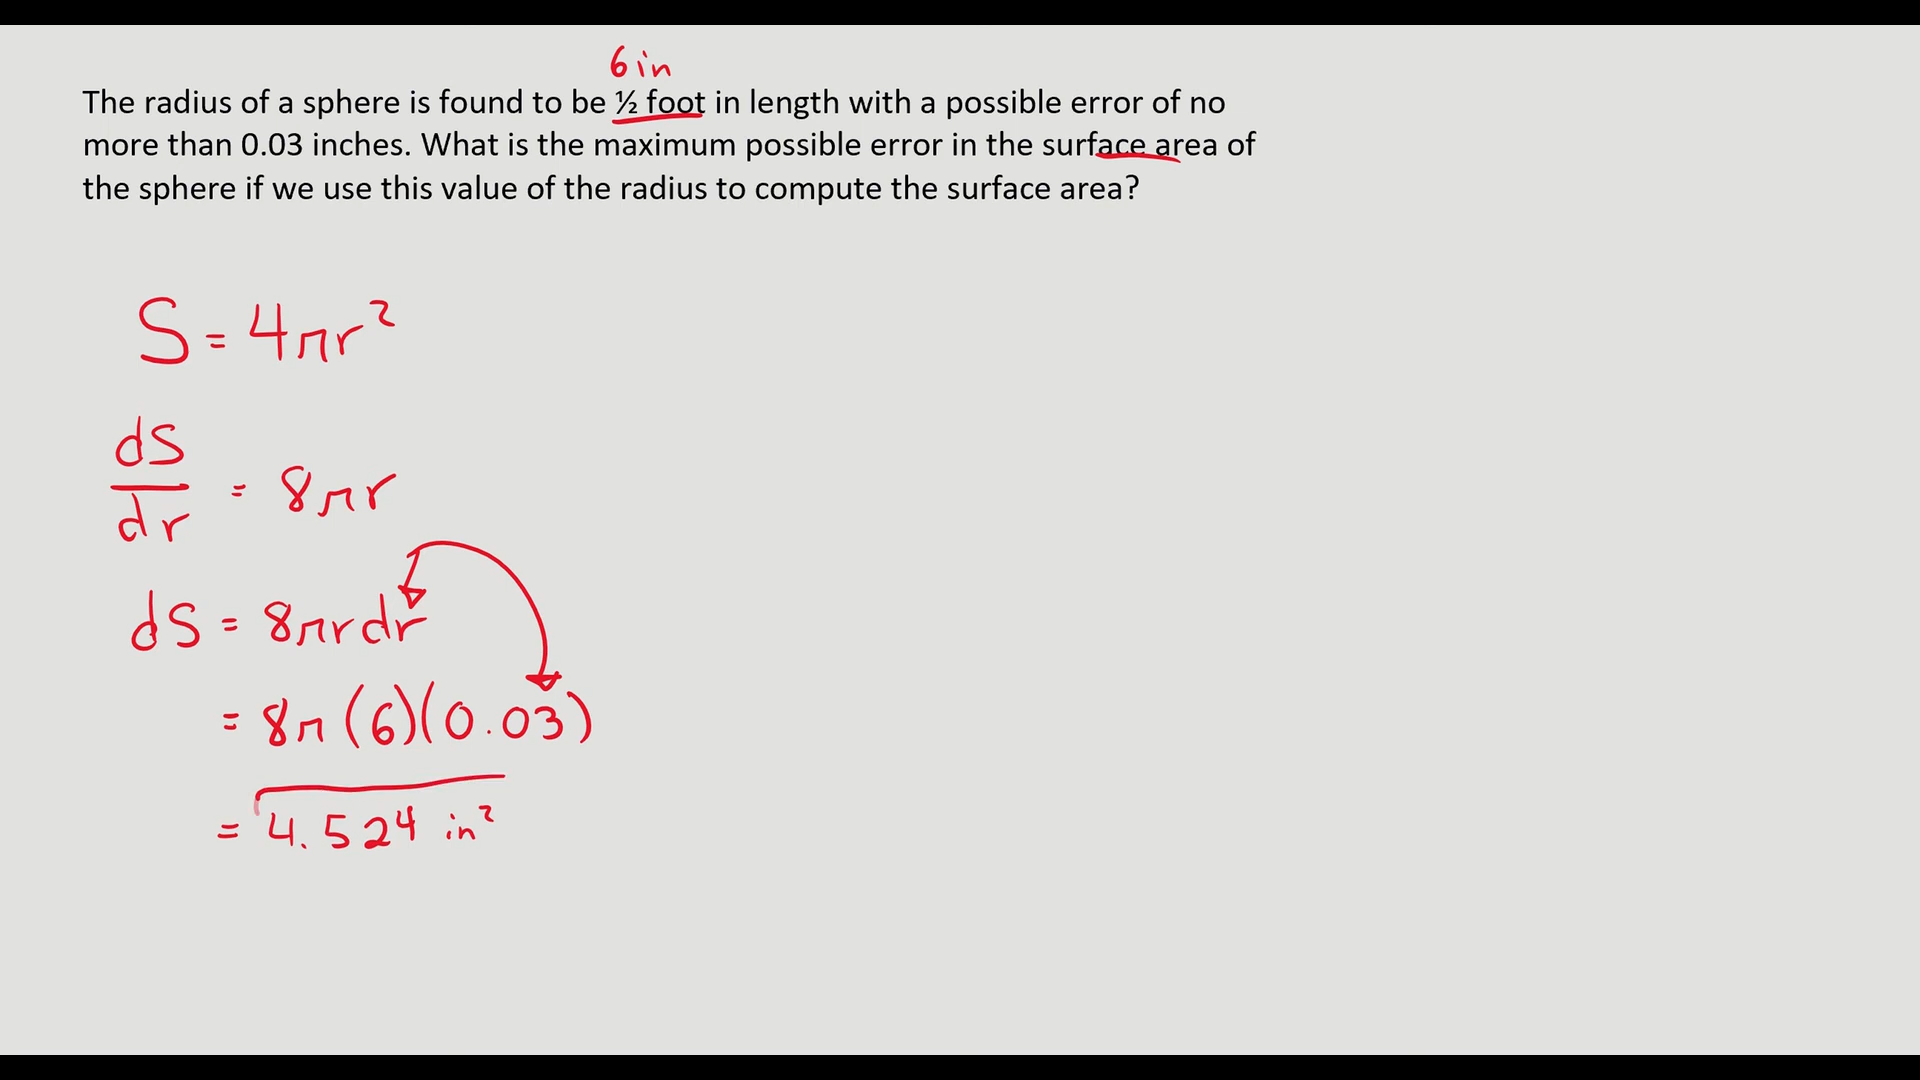 6 in
The radius of a sphere is found to be ½ foot in length with a possible error of no
more than 0.03 inches. What is the maximum possible error in the surface area of
the sphere if we use this value of the radius to compute the surface area?
S = 4πr²
dS/dr = 8πr
dS = 8πrdr
= 8π(6)(0.03)
= 4.524 in²